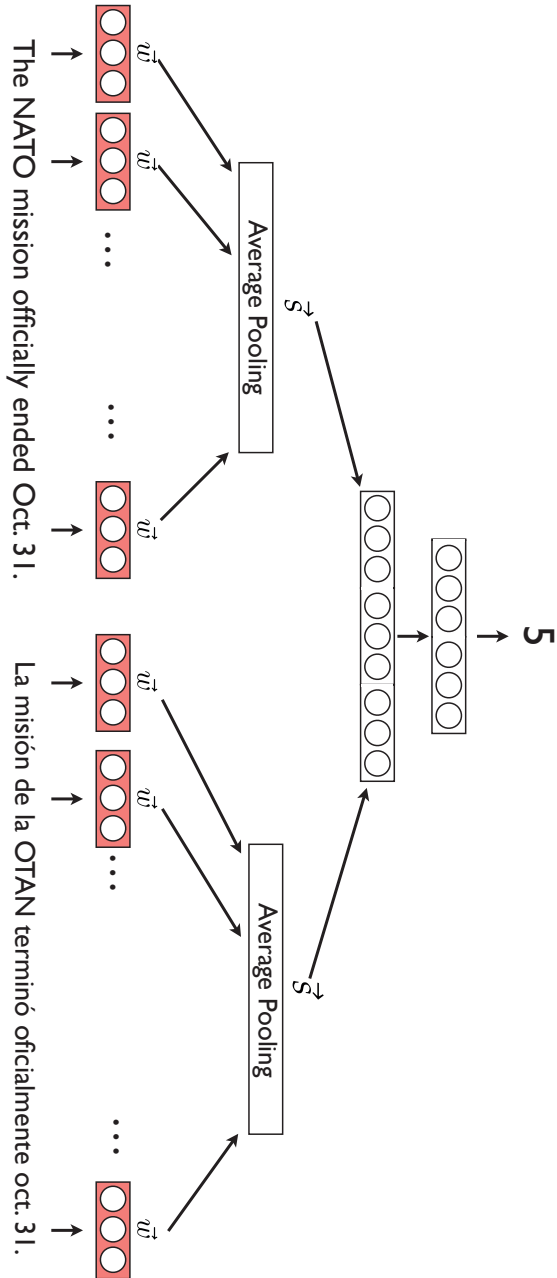 5
s⃗
s⃗
Average Pooling
Average Pooling
w⃗
w⃗
w⃗
w⃗
w⃗
w⃗
...
...
...
...
The NATO mission officially ended Oct. 31.
La misión de la OTAN terminó oficialmente oct. 31.